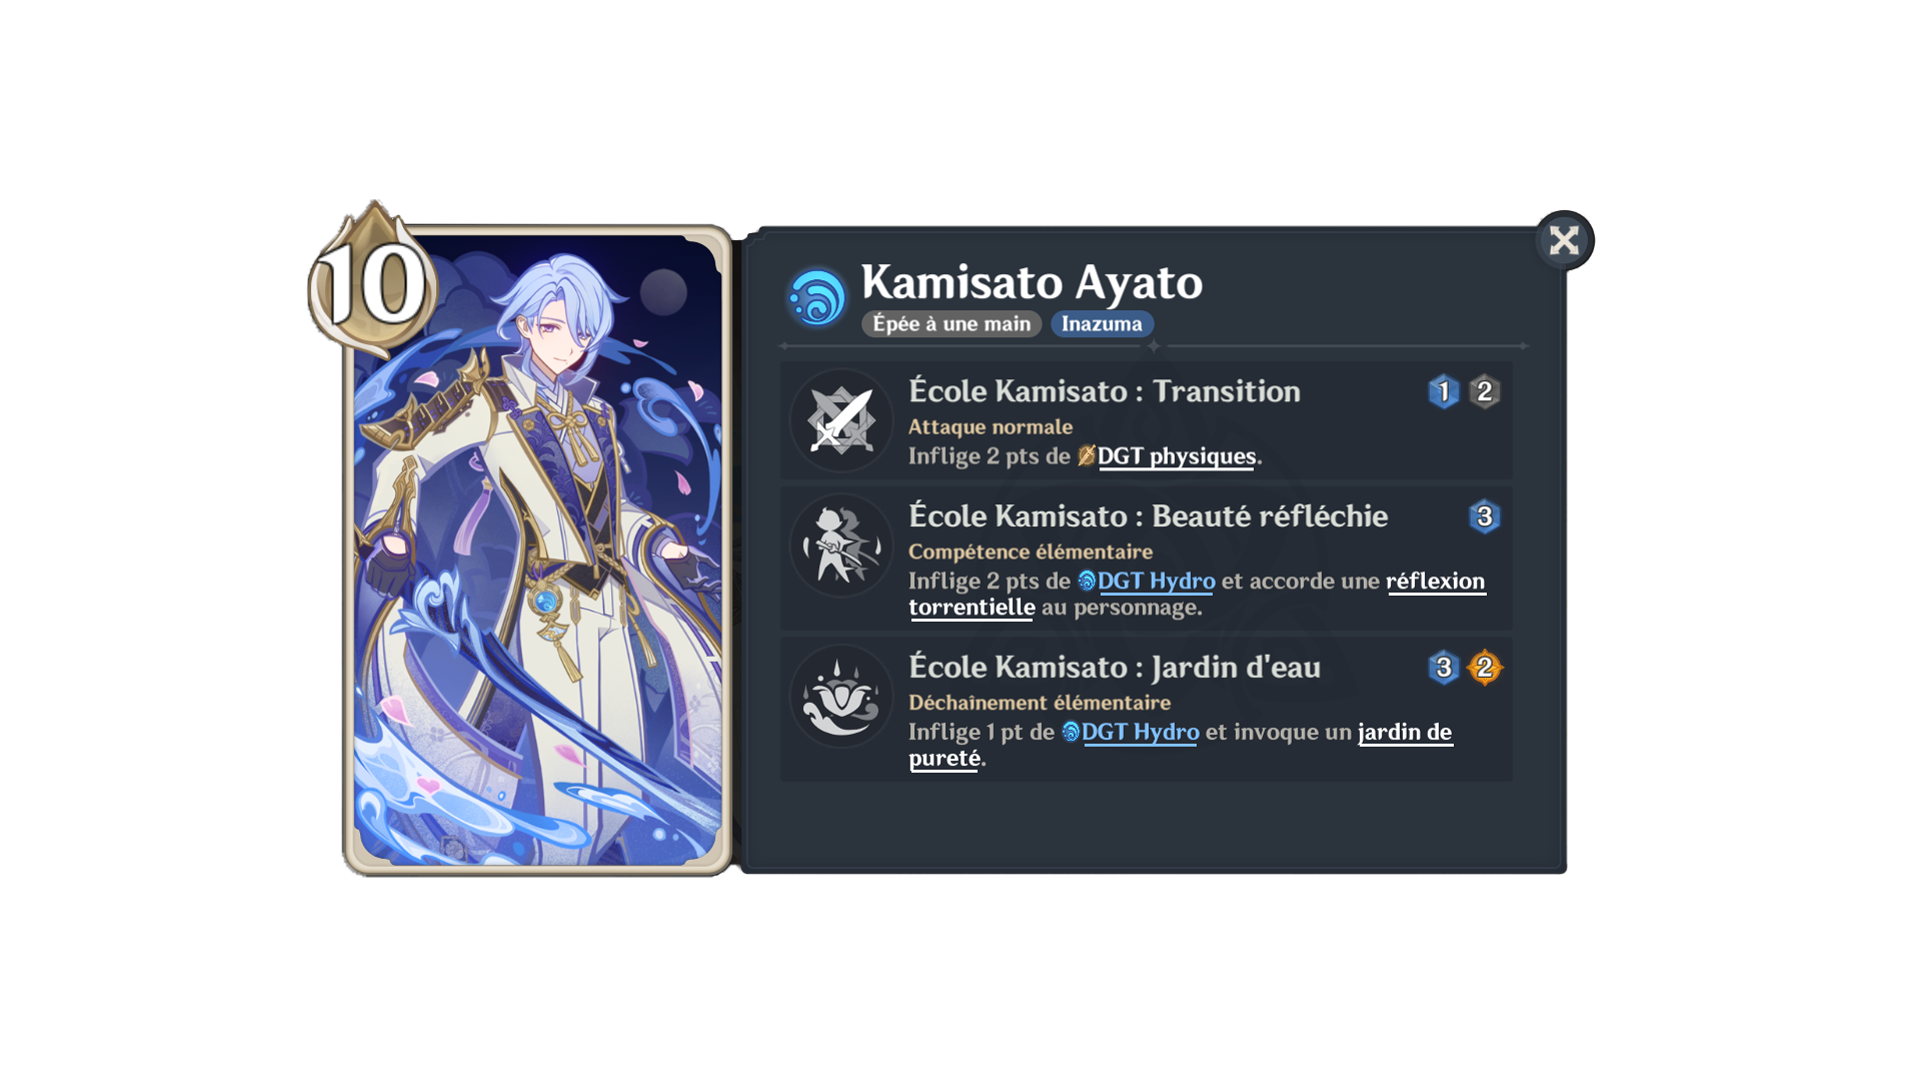 10
Kamisato Ayato
Épée à une main Inazuma
École Kamisato : Transition 1 2
Attaque normale
Inflige 2 pts de DGT physiques.
École Kamisato : Beauté réfléchie 3
Compétence élémentaire
Inflige 2 pts de DGT Hydro et accorde une réflexion
torrentielle au personnage.
École Kamisato : Jardin d'eau 3 2
Déchaînement élémentaire
Inflige 1 pt de DGT Hydro et invoque un jardin de
pureté.